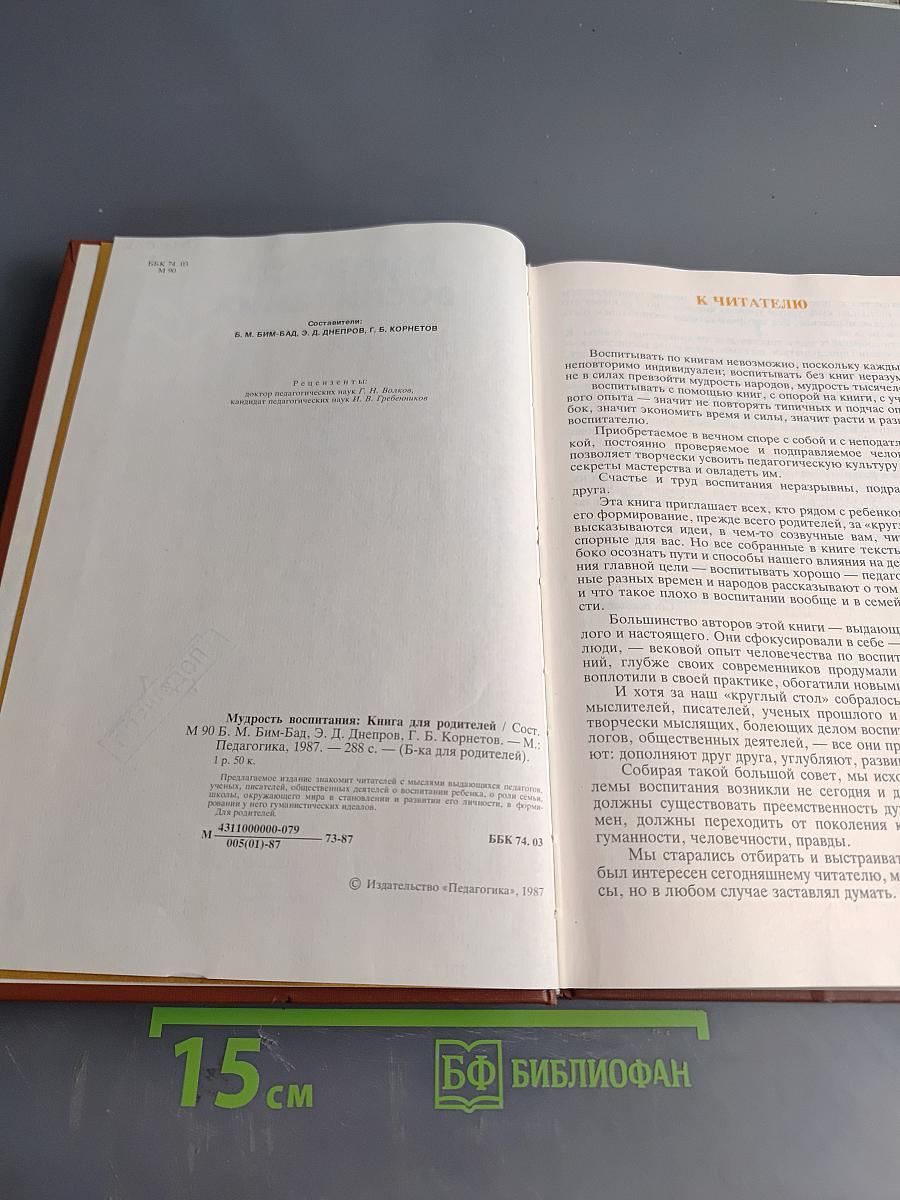 ББК 74. 03
М 90
Составители:
Б. М. БИМ-БАД, Э. Д. ДНЕПРОВ, Г. Б. КОРНЕТОВ
Рецензенты:
доктор педагогических наук Г. Н. Волков,
кандидат педагогических наук И. В. Гребенников
Мудрость воспитания: Книга для родителей / Сост.
М 90 Б. М. Бим-Бад, Э. Д. Днепров, Г. Б. Корнетов. — М.:
Педагогика, 1987. — 288 с. — (Б-ка для родителей).
1 р. 50 к.
Предлагаемое издание знакомит читателей с мыслями выдающихся педагогов,
ученых, писателей, общественных деятелей о воспитании ребенка, о роли семьи,
школы, окружающего мира в становлении и развитии его личности, в форми-
ровании у него гуманистических идеалов.
Для родителей.
М 4311000000-079 73-87 ББК 74. 03
005(01)-87
© Издательство «Педагогика», 1987
К ЧИТАТЕЛЮ
Воспитывать по книгам невозможно, поскольку кажды
неповторимо индивидуален; воспитывать без книг неразум
не в силах превзойти мудрость народов, мудрость тысячел
воспитывать с помощью книг, с опорой на книги, с уч
вого опыта — значит не повторять типичных и подчас оп
бок, значит экономить время и силы, значит расти и разв
воспитателю.
Приобретаемое в вечном споре с собой и с неподатл
кой, постоянно проверяемое и подправляемое чело
позволяет творчески усвоить педагогическую культуру
секреты мастерства и овладеть им.
Счастье и труд воспитания неразрывны, подра
друга.
Эта книга приглашает всех, кто рядом с ребенко
его формирование, прежде всего родителей, за «кругл
высказываются идеи, в чем-то созвучные вам, чит
спорные для вас. Но все собранные в книге тексты
боко осознать пути и способы нашего влияния на де
ния главной цели — воспитывать хорошо — педаго
ные разных времен и народов рассказывают о том
и что такое плохо в воспитании вообще и в семей
сти.
Большинство авторов этой книги — выдающ
лого и настоящего. Они сфокусировали в себе —
люди, — вековой опыт человечества по воспит
ний, глубже своих современников продумали
воплотили в своей практике, обогатили новыми
И хотя за наш «круглый стол» собралось
мыслителей, писателей, ученых прошлого и
творчески мыслящих, болеющих делом воспит
логов, общественных деятелей, — все они пр
ют: дополняют друг друга, углубляют, разви
Собирая такой большой совет, мы исхо
лемы воспитания возникли не сегодня и д
должны существовать преемственность ду
мен, должны переходить от поколения к
гуманности, человечности, правды.
Мы старались отбирать и выстраиват
был интересен сегодняшнему читателю, м
сы, но в любом случае заставлял думать.
15 см
БФ БИБЛИОФАН